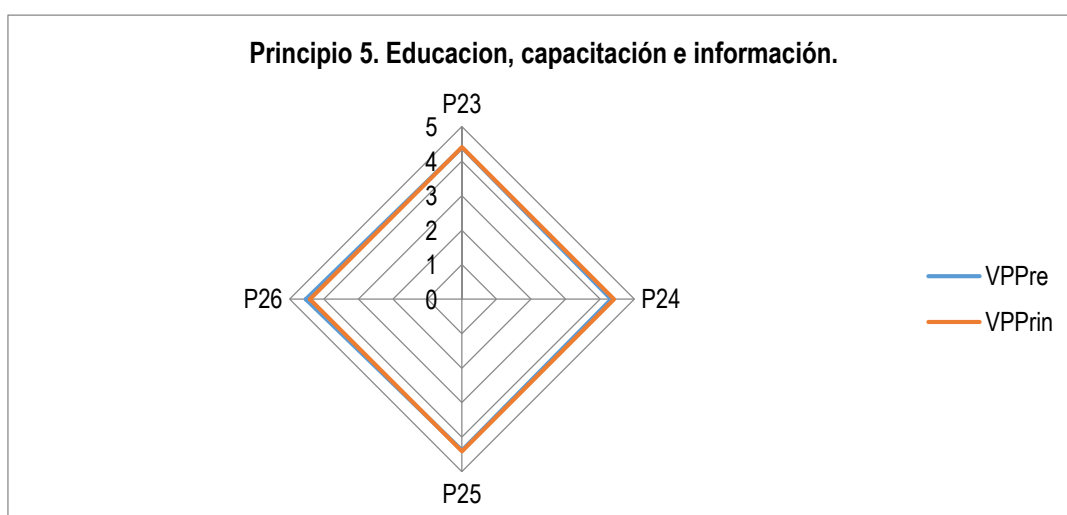 Principio 5. Educacion, capacitación e información.
P23
5
4
3
2
1
0
P26
P24
P25
VPPre
VPPrin